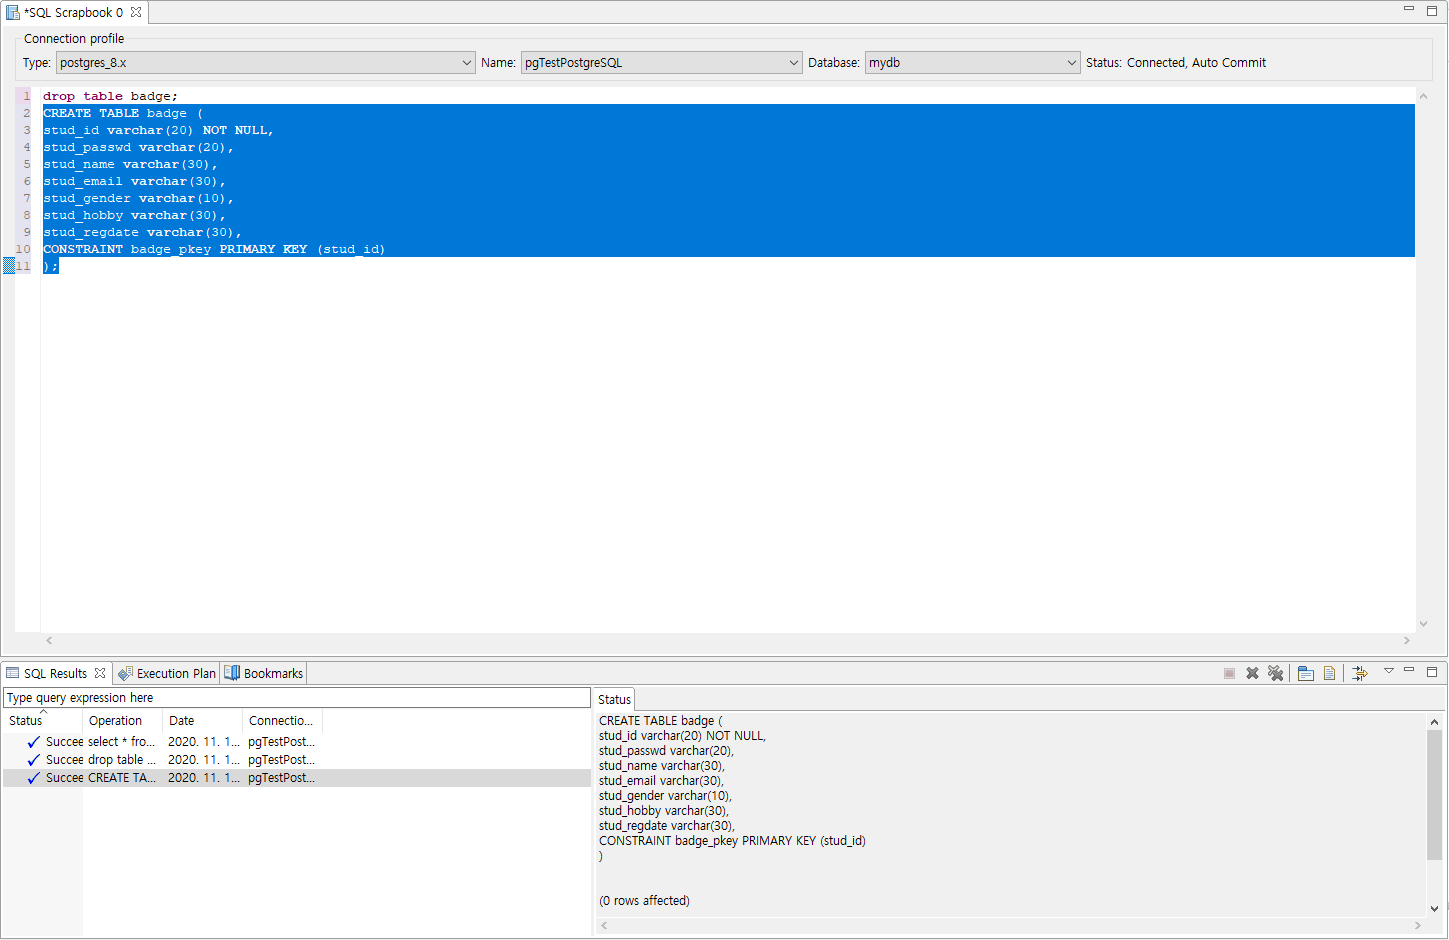 *SQL Scrapbook 0
Connection profile
Type: postgres_8.x Name: pgTestPostgreSQL Database: mydb Status: Connected, Auto Commit
1 drop table badge;
2 CREATE TABLE badge (
3 stud_id varchar(20) NOT NULL,
4 stud_passwd varchar(20),
5 stud_name varchar(30),
6 stud_email varchar(30),
7 stud_gender varchar(10),
8 stud_hobby varchar(30),
9 stud_regdate varchar(30),
10 CONSTRAINT badge_pkey PRIMARY KEY (stud_id)
11 );
SQL Results Execution Plan Bookmarks
Type query expression here
Status Operation Date Connectio...
Succee select * fro... 2020. 11. 1... pgTestPost...
Succee drop table ... 2020. 11. 1... pgTestPost...
Succee CREATE TA... 2020. 11. 1... pgTestPost...
Status
CREATE TABLE badge (
stud_id varchar(20) NOT NULL,
stud_passwd varchar(20),
stud_name varchar(30),
stud_email varchar(30),
stud_gender varchar(10),
stud_hobby varchar(30),
stud_regdate varchar(30),
CONSTRAINT badge_pkey PRIMARY KEY (stud_id)
)
(0 rows affected)